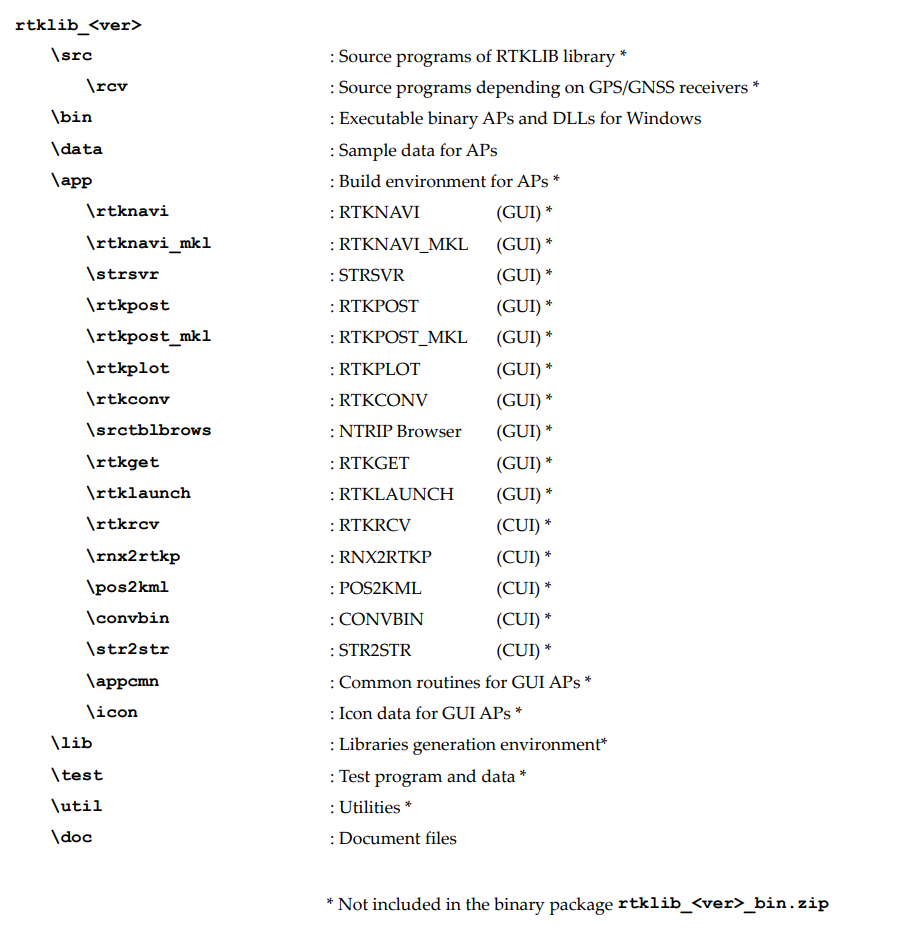 rtklib_<ver>
\src : Source programs of RTKLIB library *
\rcv : Source programs depending on GPS/GNSS receivers *
\bin : Executable binary APs and DLLs for Windows
\data : Sample data for APs
\app : Build environment for APs *
\rtknavi : RTKNAVI (GUI) *
\rtknavi_mkl : RTKNAVI_MKL (GUI) *
\strsvr : STRSVR (GUI) *
\rtkpost : RTKPOST (GUI) *
\rtkpost_mkl : RTKPOST_MKL (GUI) *
\rtkplot : RTKPLOT (GUI) *
\rtkconv : RTKCONV (GUI) *
\srctblbrows : NTRIP Browser (GUI) *
\rtkget : RTKGET (GUI) *
\rtklaunch : RTKLAUNCH (GUI) *
\rtkrcv : RTKRCV (CUI) *
\rnx2rtkp : RNX2RTKP (CUI) *
\pos2kml : POS2KML (CUI) *
\convbin : CONVBIN (CUI) *
\str2str : STR2STR (CUI) *
\appcmn : Common routines for GUI APs *
\icon : Icon data for GUI APs *
\lib : Libraries generation environment*
\test : Test program and data *
\util : Utilities *
\doc : Document files
* Not included in the binary package rtklib_<ver>_bin.zip